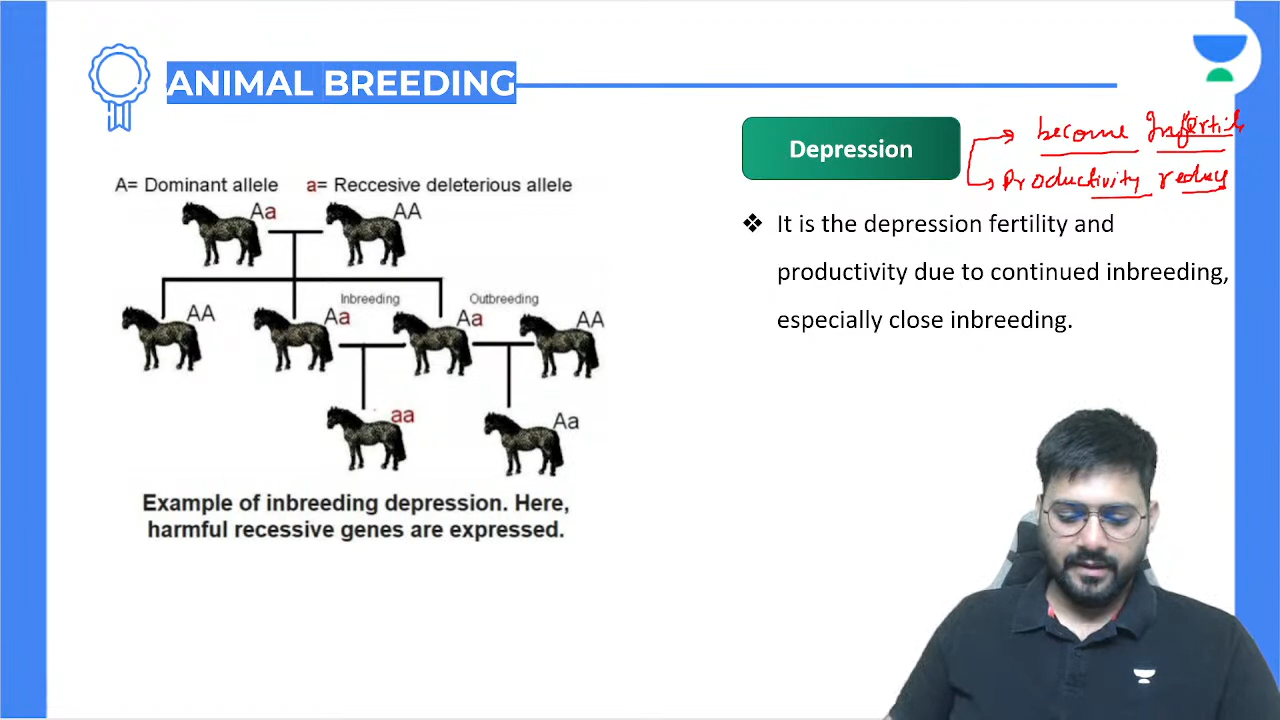 ANIMAL BREEDING
A= Dominant allele a= Reccesive deleterious allele
Aa AA
AA Aa Inbreeding Aa Outbreeding AA
aa Aa
Example of inbreeding depression. Here,
harmful recessive genes are expressed.
Depression
become Infertile
Productivity
❖ It is the depression fertility and
productivity due to continued inbreeding,
especially close inbreeding.